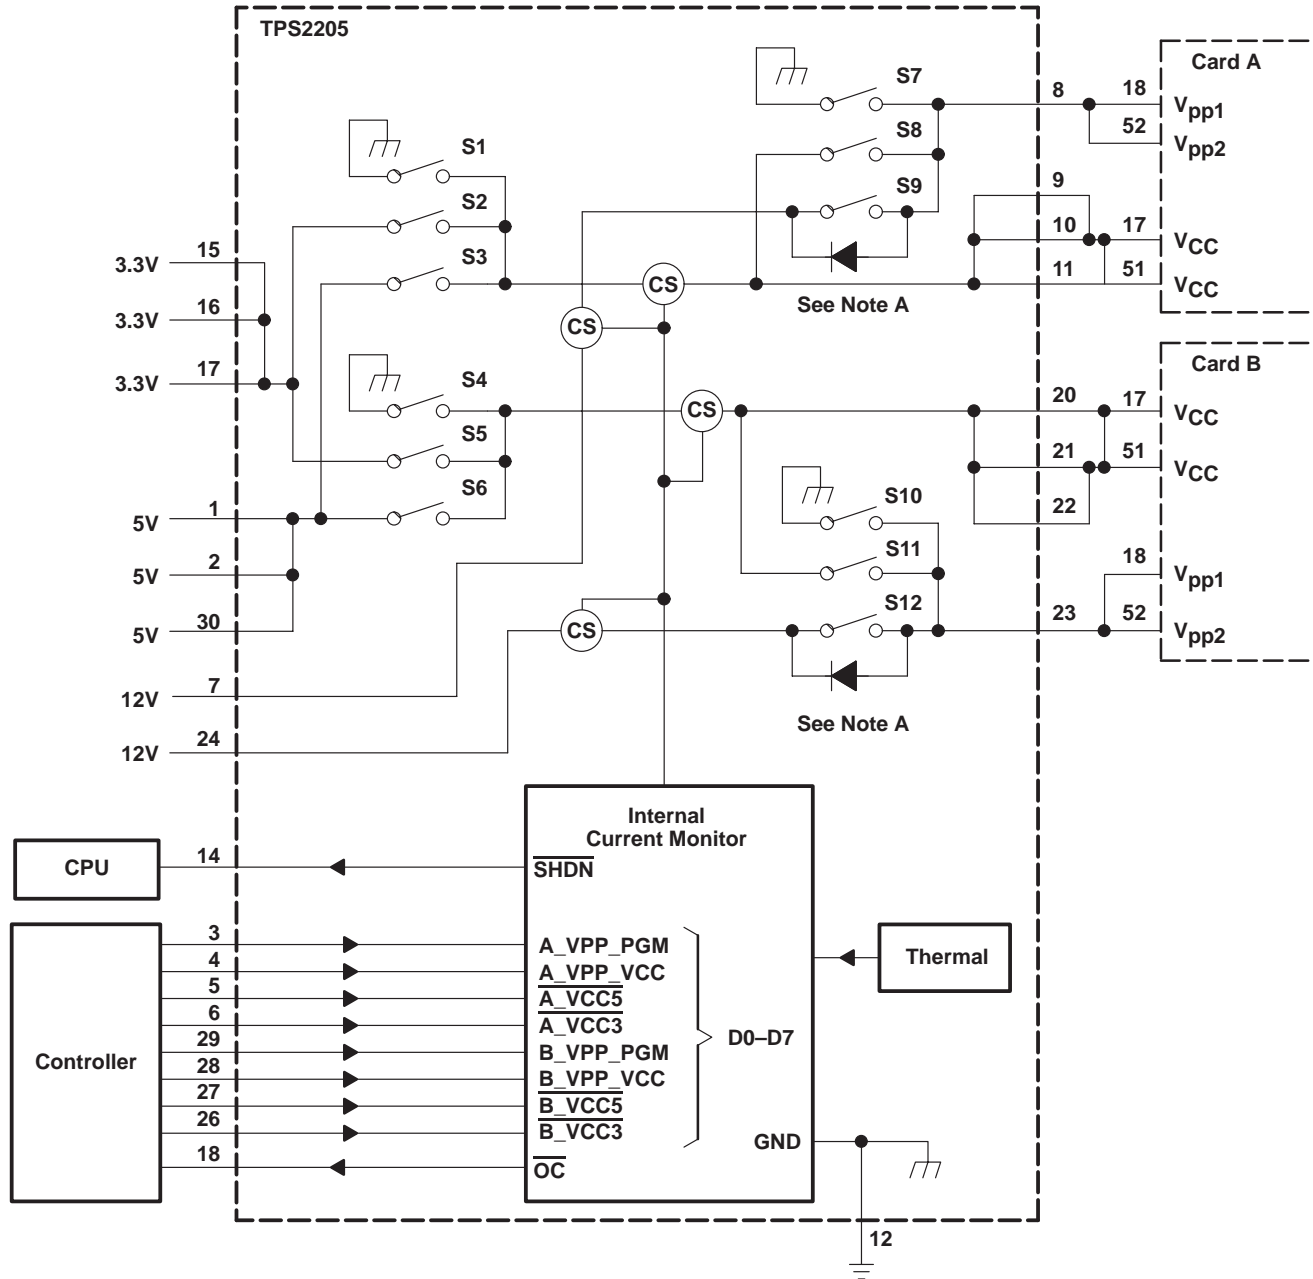 TPS2205
Card A
S7
8
18
Vpp1
S8
52
Vpp2
S1
S9
9
S2
10
17
VCC
15
S3
3.3V
CS
11
51
VCC
See Note A
16
3.3V
CS
17
3.3V
Card B
S4
20
17
CS
VCC
S5
21
51
VCC
S6
S10
1
5V
22
S11
2
5V
18
Vpp1
S12
30
5V
CS
23
52
Vpp2
7
12V
See Note A
24
12V
Internal
Current Monitor
CPU
14
SHDN
Controller
3
A_VPP_PGM
4
A_VPP_VCC
5
A_VCC5
6
A_VCC3
29
B_VPP_PGM
28
B_VPP_VCC
27
B_VCC5
26
B_VCC3
18
OC
D0–D7
Thermal
GND
12